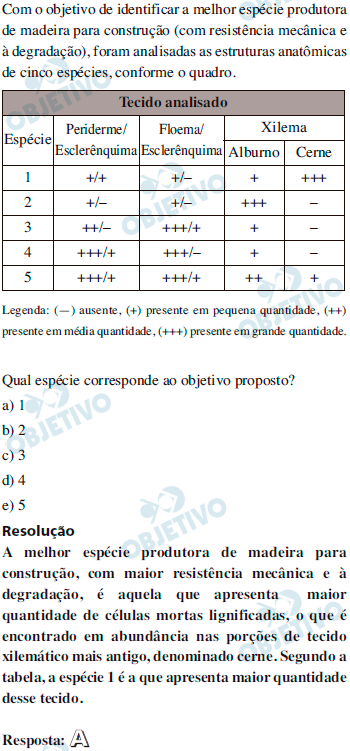 Com o objetivo de identificar a melhor espécie produtora
de madeira para construção (com resistência mecânica e
à degradação), foram analisadas as estruturas anatômicas
de cinco espécies, conforme o quadro.
Tecido analisado
Espécie Periderme/ Esclerênquima Floema/ Esclerênquima Xilema
Alburno Cerne
1 +/+ +/– + +++
2 +/– +/– +++ –
3 ++/– +++/+ + –
4 +++/+ +++/– + –
5 +++/+ +++/+ ++ +
Legenda: (—) ausente, (+) presente em pequena quantidade, (++)
presente em média quantidade, (+++) presente em grande quantidade.
Qual espécie corresponde ao objetivo proposto?
a) 1
b) 2
c) 3
d) 4
e) 5
Resolução
A melhor espécie produtora de madeira para
construção, com maior resistência mecânica e à
degradação, é aquela que apresenta maior
quantidade de células mortas lignificadas, o que é
encontrado em abundância nas porções de tecido
xilemático mais antigo, denominado cerne. Segundo a
tabela, a espécie 1 é a que apresenta maior quantidade
desse tecido.
Resposta: A
OBJETIVO
OBJETIVO
OBJETIVO
OBJETIVO
OBJETIVO
OBJETIVO